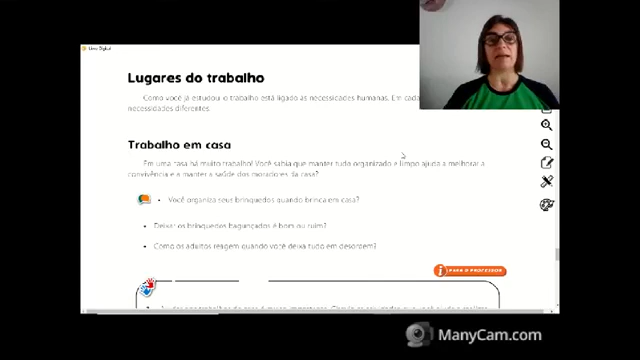 Livro Digital
Lugares do trabalho
Como você já estudou o trabalho está ligado às necessidades humanas. Em cada
necessidades diferentes.
Trabalho em casa
Em uma casa há muito trabalho! Você sabia que manter tudo organizado e limpo ajuda a melhorar a
convivência e a manter a saúde dos moradores da casa?
• Você organiza seus brinquedos quando brinca em casa?
• Deixar os brinquedos bagunçados é bom ou ruim?
• Como os adultos reagem quando você deixa tudo em desordem?
PARA O PROFESSOR
ManyCam.com